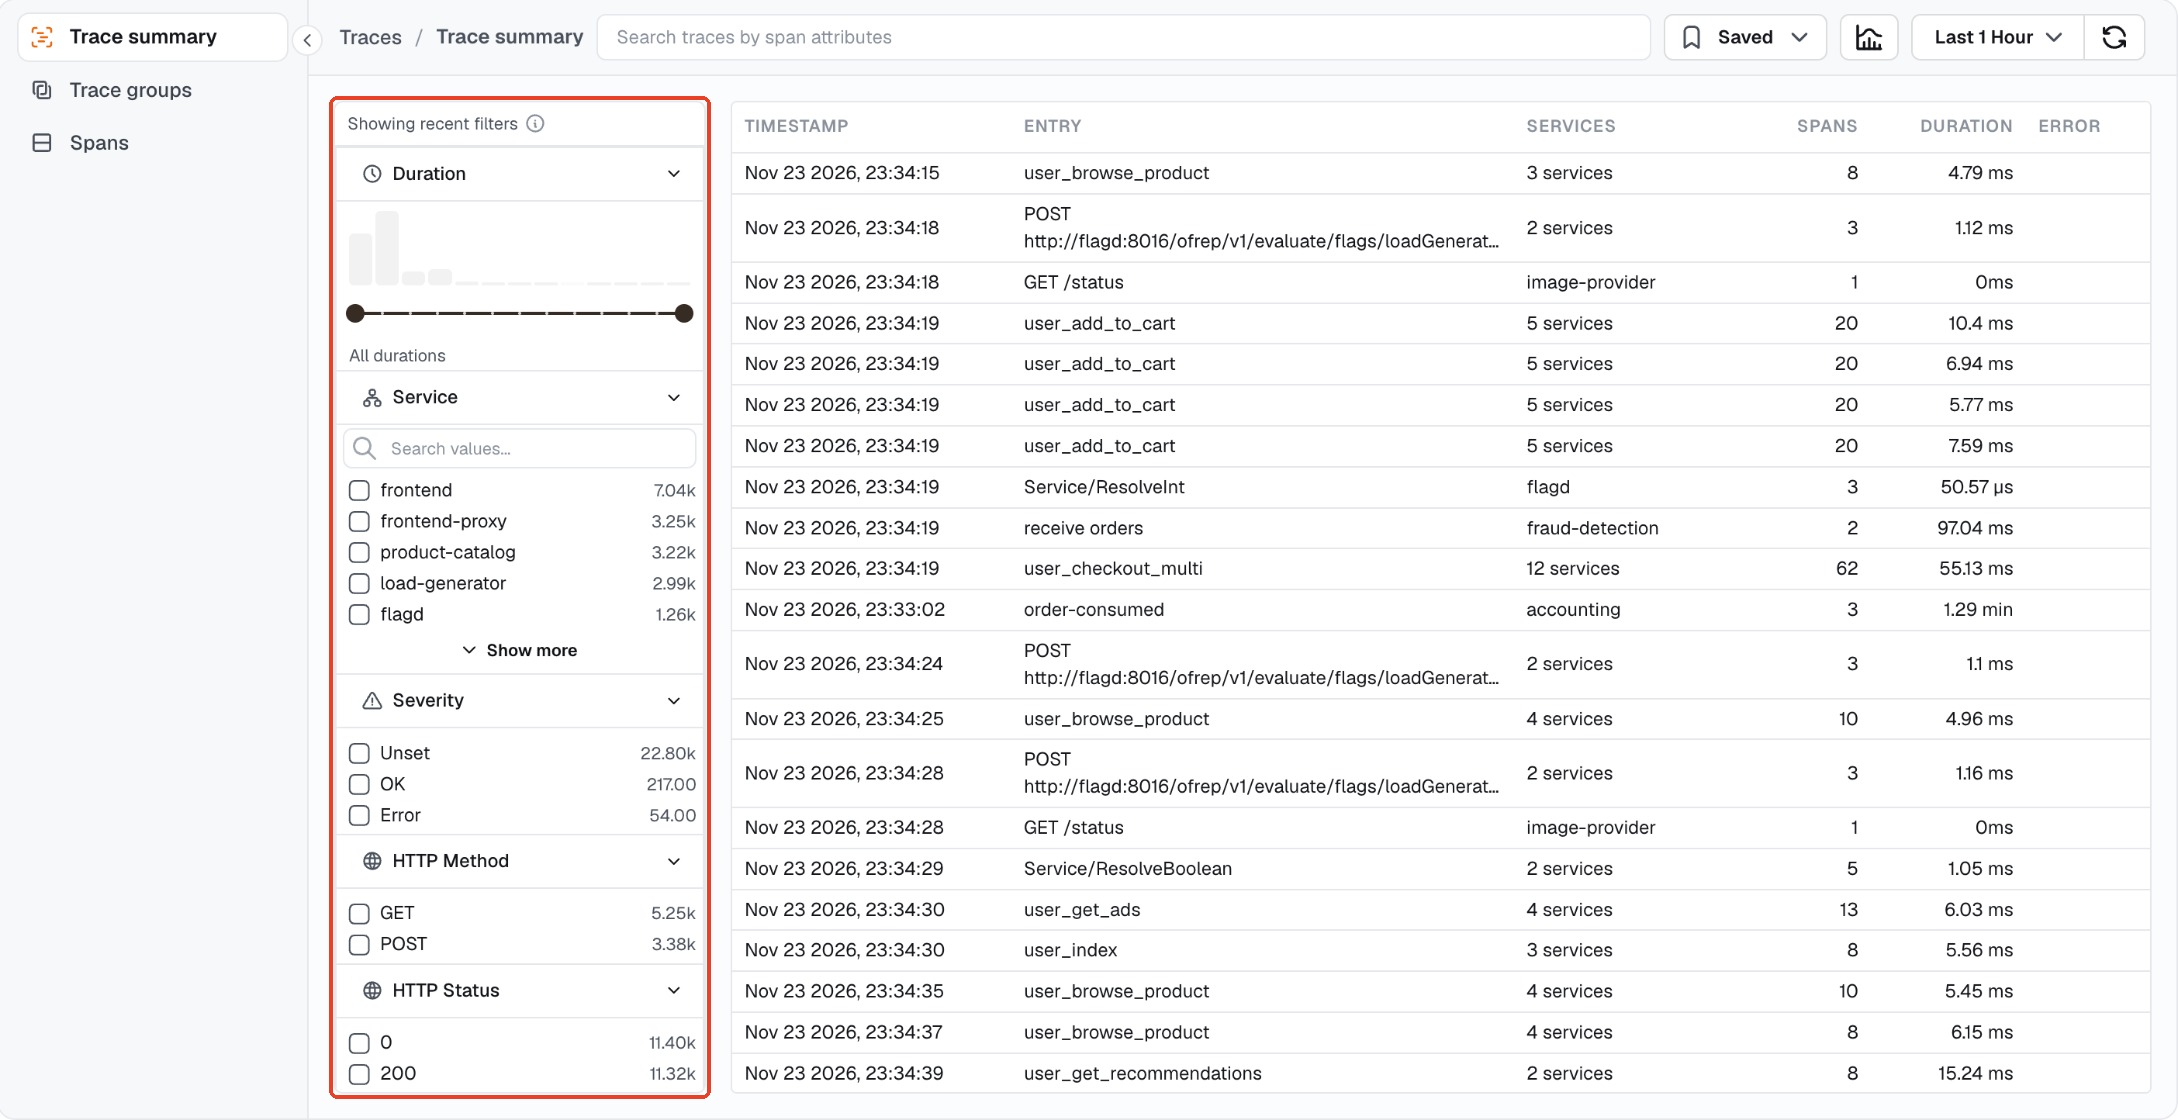 Trace summary
Trace groups
Spans
Traces / Trace summary
Search traces by span attributes
Saved
Last 1 Hour
Showing recent filters
Duration
All durations
Service
Search values...
frontend 7.04k
frontend-proxy 3.25k
product-catalog 3.22k
load-generator 2.99k
flagd 1.26k
Show more
Severity
Unset 22.80k
OK 217.00
Error 54.00
HTTP Method
GET 5.25k
POST 3.38k
HTTP Status
0 11.40k
200 11.32k
TIMESTAMP ENTRY SERVICES SPANS DURATION ERROR
Nov 23 2026, 23:34:15 user_browse_product 3 services 8 4.79 ms
Nov 23 2026, 23:34:18 POST
http://flagd:8016/ofrep/v1/evaluate/flags/loadGenerat... 2 services 3 1.12 ms
Nov 23 2026, 23:34:18 GET /status image-provider 1 0ms
Nov 23 2026, 23:34:19 user_add_to_cart 5 services 20 10.4 ms
Nov 23 2026, 23:34:19 user_add_to_cart 5 services 20 6.94 ms
Nov 23 2026, 23:34:19 user_add_to_cart 5 services 20 5.77 ms
Nov 23 2026, 23:34:19 user_add_to_cart 5 services 20 7.59 ms
Nov 23 2026, 23:34:19 Service/ResolveInt flagd 3 50.57 µs
Nov 23 2026, 23:34:19 receive orders fraud-detection 2 97.04 ms
Nov 23 2026, 23:34:19 user_checkout_multi 12 services 62 55.13 ms
Nov 23 2026, 23:33:02 order-consumed accounting 3 1.29 min
Nov 23 2026, 23:34:24 POST
http://flagd:8016/ofrep/v1/evaluate/flags/loadGenerat... 2 services 3 1.1 ms
Nov 23 2026, 23:34:25 user_browse_product 4 services 10 4.96 ms
Nov 23 2026, 23:34:28 POST
http://flagd:8016/ofrep/v1/evaluate/flags/loadGenerat... 2 services 3 1.16 ms
Nov 23 2026, 23:34:28 GET /status image-provider 1 0ms
Nov 23 2026, 23:34:29 Service/ResolveBoolean 2 services 5 1.05 ms
Nov 23 2026, 23:34:30 user_get_ads 4 services 13 6.03 ms
Nov 23 2026, 23:34:30 user_index 3 services 8 5.56 ms
Nov 23 2026, 23:34:35 user_browse_product 4 services 10 5.45 ms
Nov 23 2026, 23:34:37 user_browse_product 4 services 8 6.15 ms
Nov 23 2026, 23:34:39 user_get_recommendations 2 services 8 15.24 ms